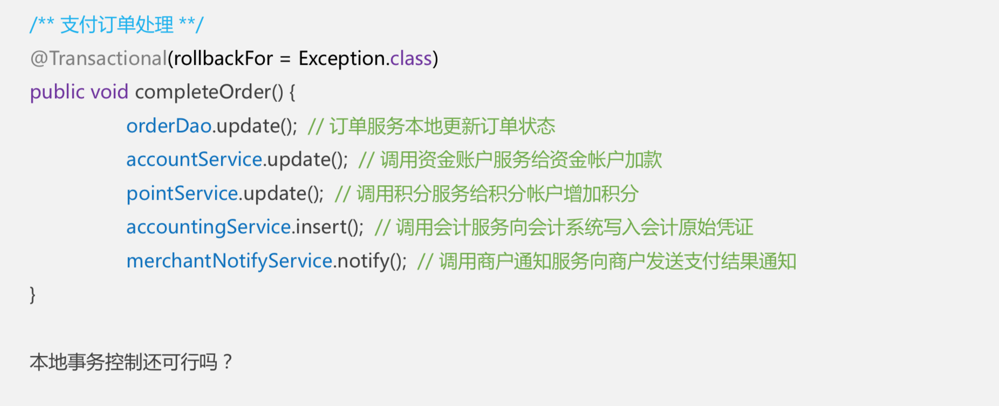 /** 支付订单处理 **/
@Transactional(rollbackFor = Exception.class)
public void completeOrder() {
orderDao.update(); // 订单服务本地更新订单状态
accountService.update(); // 调用资金账户服务给资金帐户加款
pointService.update(); // 调用积分服务给积分帐户增加积分
accountingService.insert(); // 调用会计服务向会计系统写入会计原始凭证
merchantNotifyService.notify(); // 调用商户通知服务向商户发送支付结果通知
}
本地事务控制还可行吗？